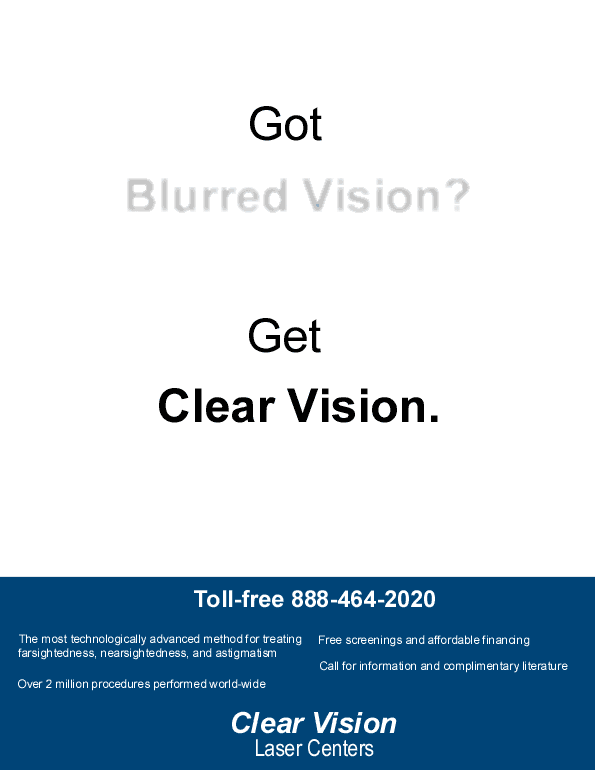 Got
Blurred Vision?
Get
Clear Vision.
Toll-free 888-464-2020
The most technologically advanced method for treating
farsightedness, nearsightedness, and astigmatism
Over 2 million procedures performed world-wide
Free screenings and affordable financing
Call for information and complimentary literature
Clear Vision
Laser Centers